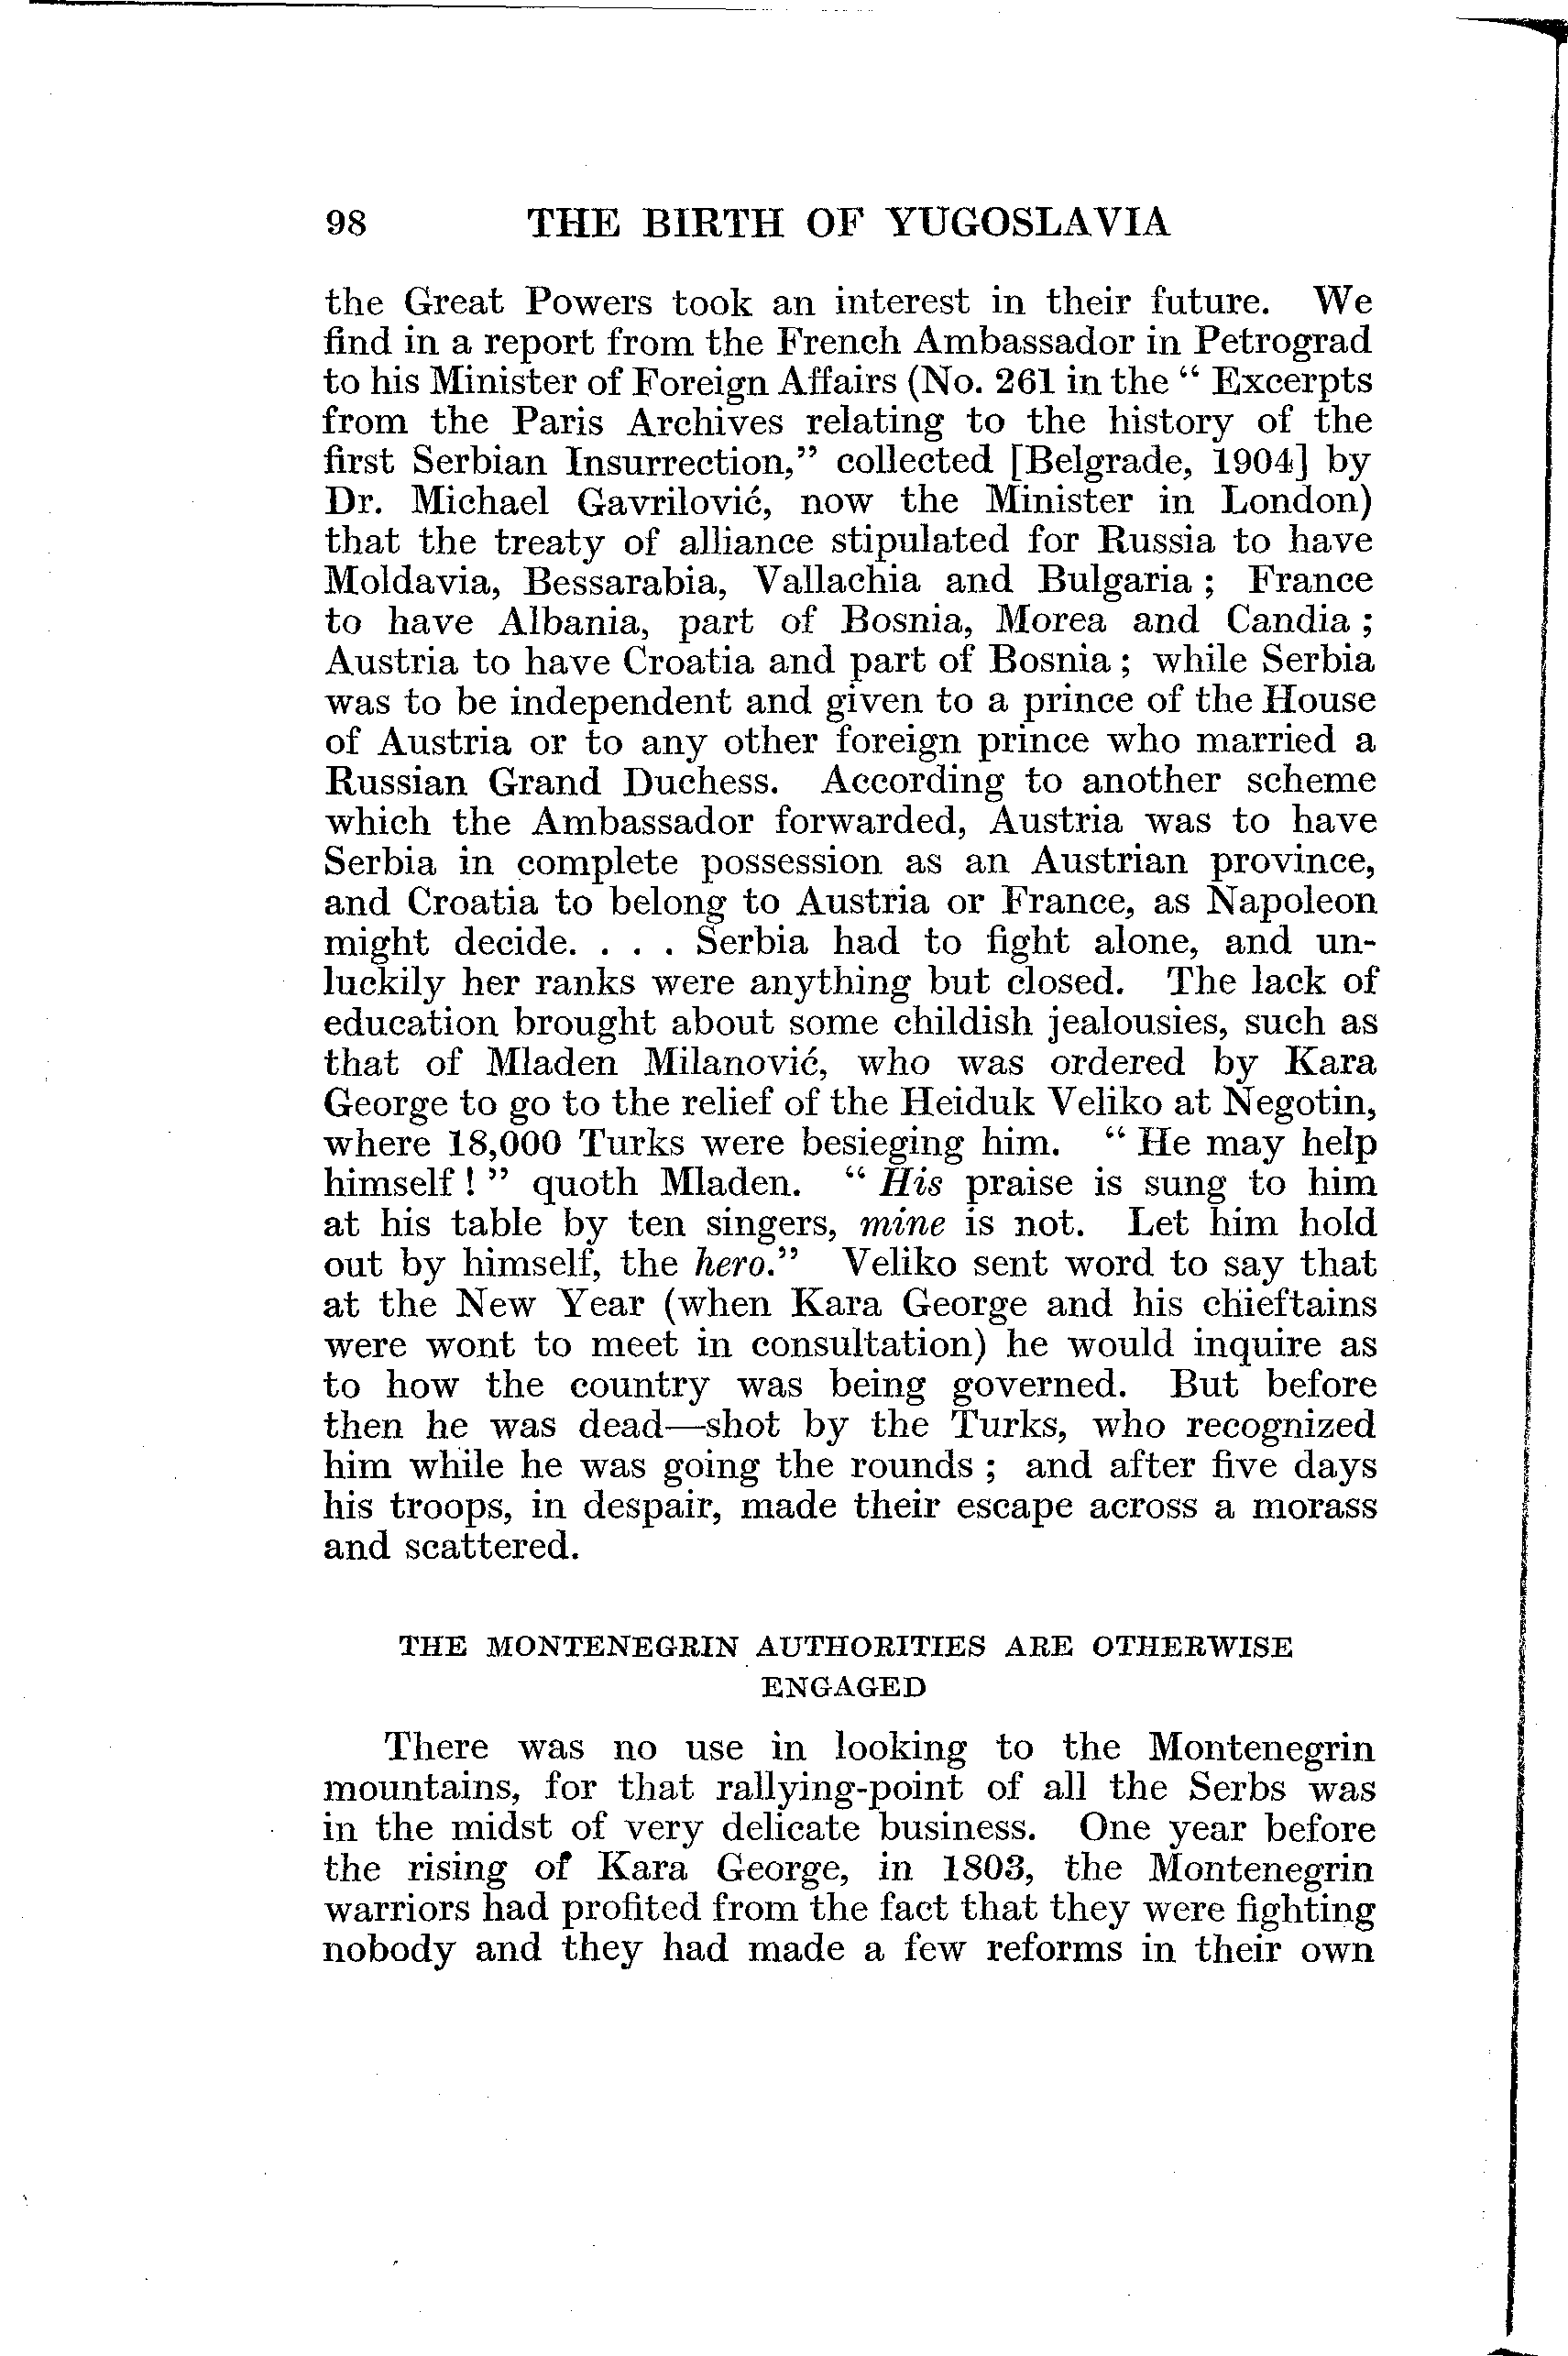 98 THE BIRTH OF YUGOSLAVIA
the Great Powers took an interest in their future. We
find in a report from the French Ambassador in Petrograd
to his Minister of Foreign Affairs (No. 261 in the “ Excerpts
from the Paris Archives relating to the history of the
first Serbian Insurrection,” collected [Belgrade, 1904] by
Dr. Michael Gavrilović, now the Minister in London)
that the treaty of alliance stipulated for Russia to have
Moldavia, Bessarabia, Vallachia and Bulgaria ; France
to have Albania, part of Bosnia, Morea and Candia ;
Austria to have Croatia and part of Bosnia ; while Serbia
was to be independent and given to a prince of the House
of Austria or to any other foreign prince who married a
Russian Grand Duchess. According to another scheme
which the Ambassador forwarded, Austria was to have
Serbia in complete possession as an Austrian province,
and Croatia to belong to Austria or France, as Napoleon
might decide. . . . Serbia had to fight alone, and un-
luckily her ranks were anything but closed. The lack of
education brought about some childish jealousies, such as
that of Mladen Milanović, who was ordered by Kara
George to go to the relief of the Heiduk Veliko at Negotin,
where 18,000 Turks were besieging him. “ He may help
himself ! ” quoth Mladen. “ His praise is sung to him
at his table by ten singers, mine is not. Let him hold
out by himself, the hero.” Veliko sent word to say that
at the New Year (when Kara George and his chieftains
were wont to meet in consultation) he would inquire as
to how the country was being governed. But before
then he was dead—shot by the Turks, who recognized
him while he was going the rounds ; and after five days
his troops, in despair, made their escape across a morass
and scattered.
THE MONTENEGRIN AUTHORITIES ARE OTHERWISE
ENGAGED
There was no use in looking to the Montenegrin
mountains, for that rallying-point of all the Serbs was
in the midst of very delicate business. One year before
the rising of Kara George, in 1803, the Montenegrin
warriors had profited from the fact that they were fighting
nobody and they had made a few reforms in their own